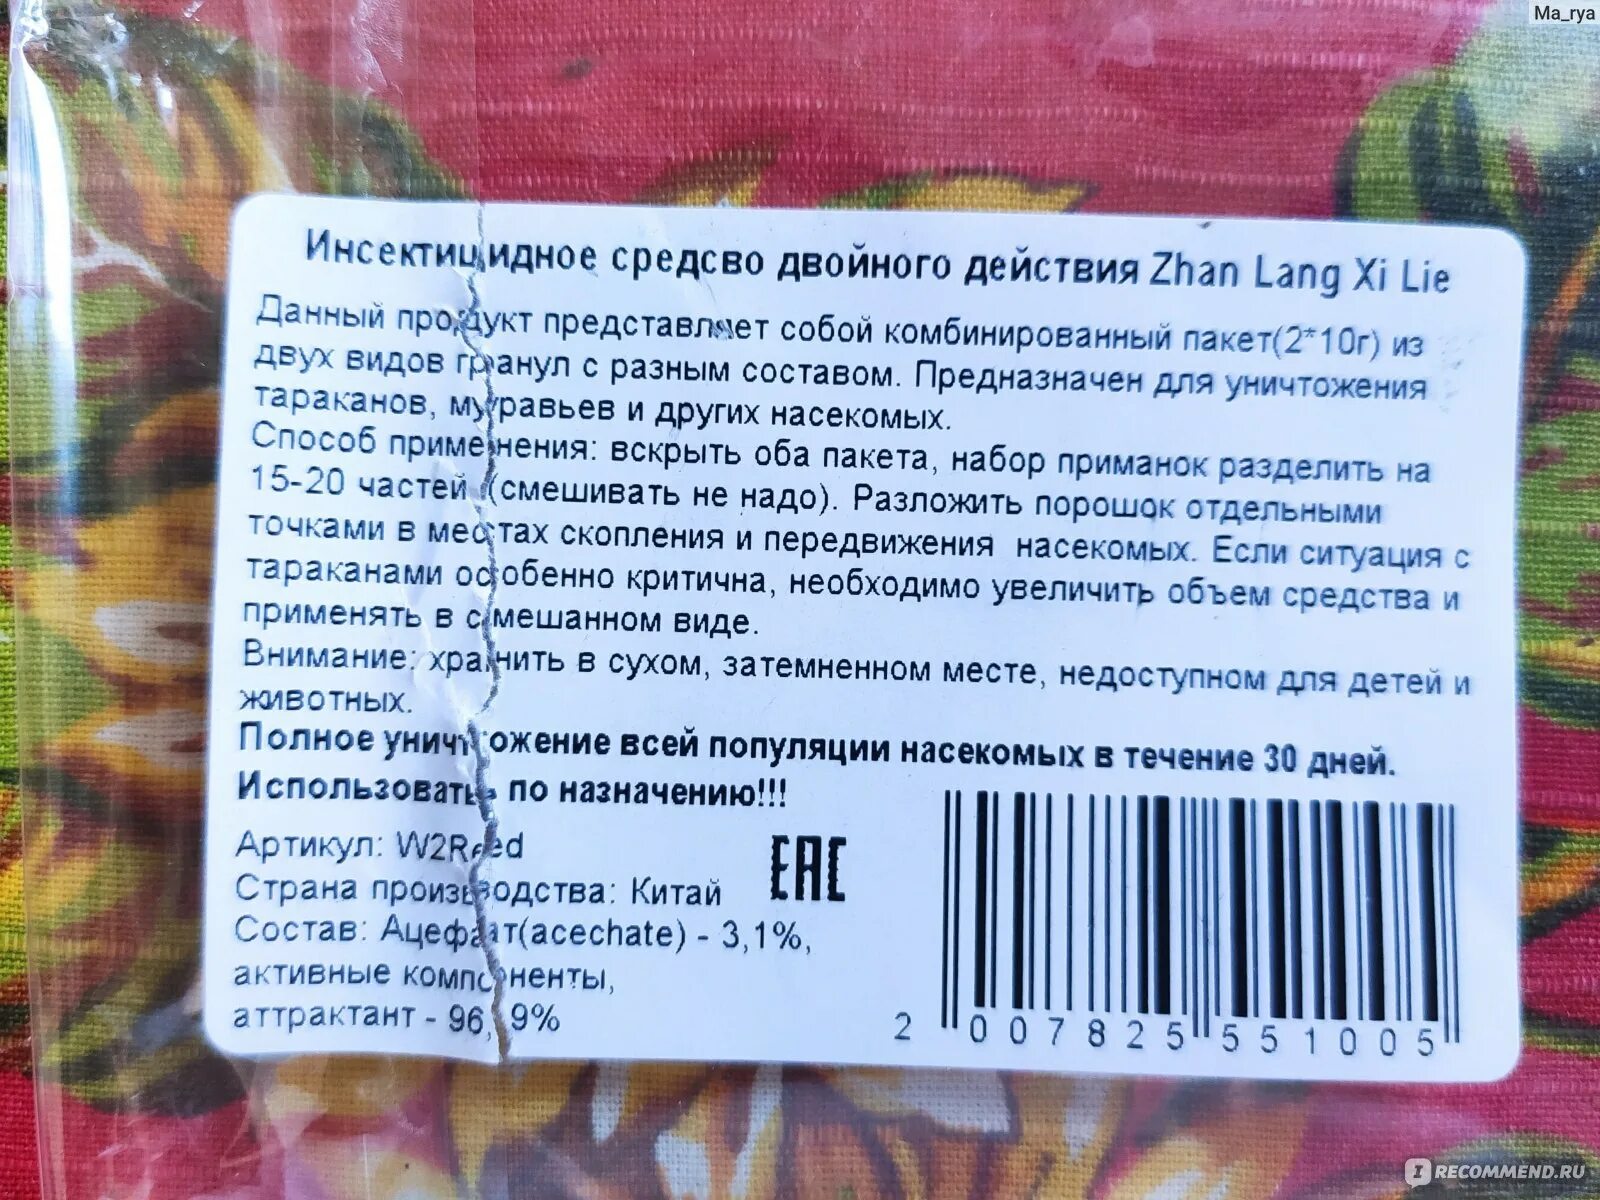 Ma_rya
Инсектицидное средсво двойного действия Zhan Lang Xi Lie
Данный продукт представляет собой комбинированный пакет(2*10г) из
двух видов гранул с разным составом. Предназначен для уничтожения
тараканов, муравьев и других насекомых.
Способ применения: вскрыть оба пакета, набор приманок разделить на
15-20 частей (смешивать не надо). Разложить порошок отдельными
точками в местах скопления и передвижения насекомых. Если ситуация с
тараканами особенно критична, необходимо увеличить объем средства и
применять в смешанном виде.
Внимание: хранить в сухом, затемненном месте, недоступном для детей и
животных.
Полное уничтожение всей популяции насекомых в течение 30 дней.
Использовать по назначению!!!
Артикул: W2Reed
Страна производства: Китай
Состав: Ацефат(acechate) - 3,1%,
активные компоненты,
аттрактант - 96,9%
EAC
2 007825 551005
RECOMMEND.RU